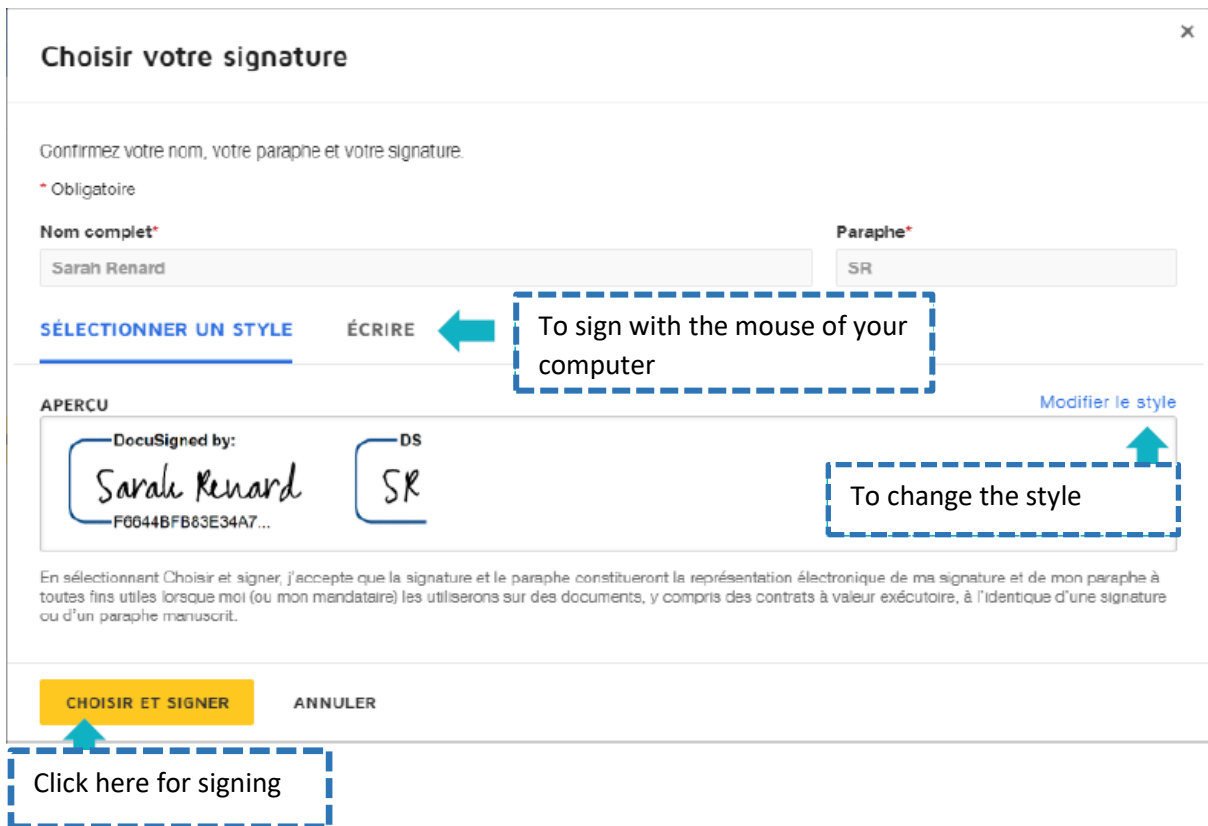 ×
Choisir votre signature
Confirmez votre nom, votre paraphe et votre signature.
* Obligatoire
Nom complet*
Paraphe*
Sarah Renard
SR
SÉLECTIONNER UN STYLE
ÉCRIRE
To sign with the mouse of your
computer
APERCU
Modifier le style
DocuSigned by:
DS
Sarah Renard
SR
F6644BFB83E34A7...
To change the style
En sélectionnant Choisir et signer, j'accepte que la signature et le paraphe constitueront la représentation électronique de ma signature et de mon paraphe à
toutes fins utiles lorsque moi (ou mon mandataire) les utiliserons sur des documents, y compris des contrats à valeur exécutoire, à l'identique d'une signature
ou d'un paraphe manuscrit.
CHOISIR ET SIGNER
ANNULER
Click here for signing